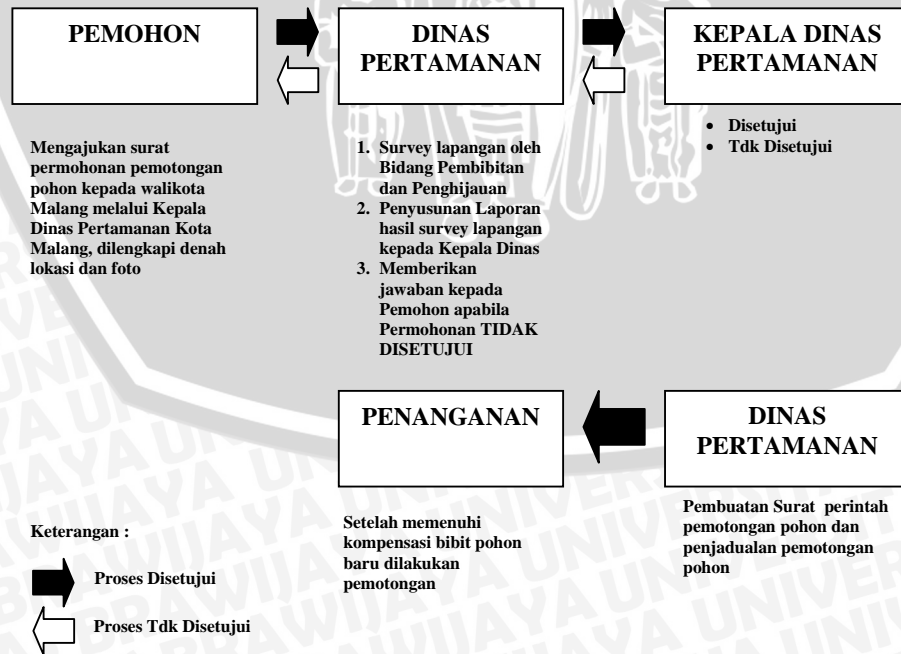 PEMOHON
Mengajukan surat
permohonan pemotongan
pohon kepada walikota
Malang melalui Kepala
Dinas Pertamanan Kota
Malang, dilengkapi denah
lokasi dan foto
DINAS
PERTAMANAN
1. Survey lapangan oleh
Bidang Pembibitan
dan Penghijauan
2. Penyusunan Laporan
hasil survey lapangan
kepada Kepala Dinas
3. Memberikan
jawaban kepada
Pemohon apabila
Permohonan TIDAK
DISETUJUI
KEPALA DINAS
PERTAMANAN
• Disetujui
• Tdk Disetujui
DINAS
PERTAMANAN
Pembuatan Surat perintah
pemotongan pohon dan
penjadualan pemotongan
pohon
PENANGANAN
Setelah memenuhi
kompensasi bibit pohon
baru dilakukan
pemotongan
Keterangan :
Proses Disetujui
Proses Tdk Disetujui